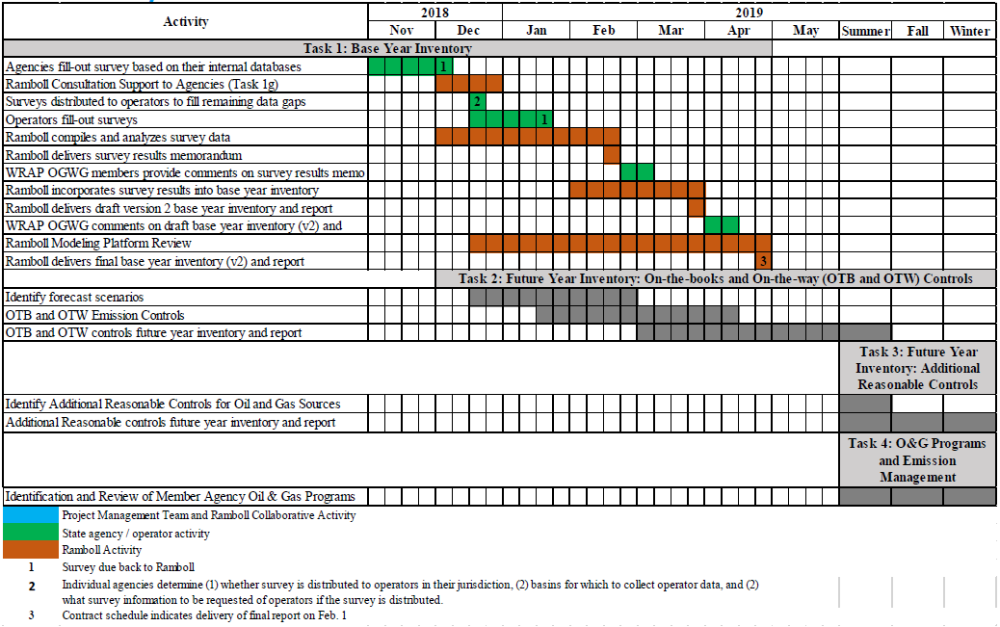 Activity
2018
2019
Nov Dec Jan Feb Mar Apr May Summer Fall Winter
Task 1: Base Year Inventory
Agencies fill-out survey based on their internal databases
1
Ramboll Consultation Support to Agencies (Task 1g)
Surveys distributed to operators to fill remaining data gaps
2
Operators fill-out surveys
1
Ramboll compiles and analyzes survey data
Ramboll delivers survey results memorandum
WRAP OGWG members provide comments on survey results memo
Ramboll incorporates survey results into base year inventory
Ramboll delivers draft version 2 base year inventory and report
WRAP OGWG comments on draft base year inventory (v2) and
Ramboll Modeling Platform Review
Ramboll delivers final base year inventory (v2) and report
3
Task 2: Future Year Inventory: On-the-books and On-the-way (OTB and OTW) Controls
Identify forecast scenarios
OTB and OTW Emission Controls
OTB and OTW controls future year inventory and report
Task 3: Future Year
Inventory: Additional
Reasonable Controls
Identify Additional Reasonable Controls for Oil and Gas Sources
Additional Reasonable controls future year inventory and report
Task 4: O&G Programs
and Emission
Management
Identification and Review of Member Agency Oil & Gas Programs
Project Management Team and Ramboll Collaborative Activity
State agency / operator activity
Ramboll Activity
1 Survey due back to Ramboll
2 Individual agencies determine (1) whether survey is distributed to operators in their jurisdiction, (2) basins for which to collect operator data, and (2)
what survey information to be requested of operators if the survey is distributed.
3 Contract schedule indicates delivery of final report on Feb. 1